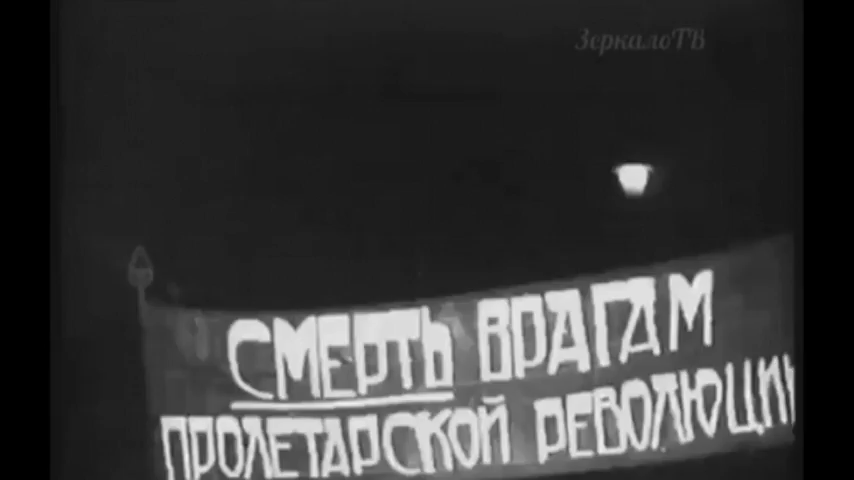 ЗеркалоТВ
СМЕРТЬ ВРАГАМ
ПРОЛЕТАРСКОЙ РЕВОЛЮЦИИ